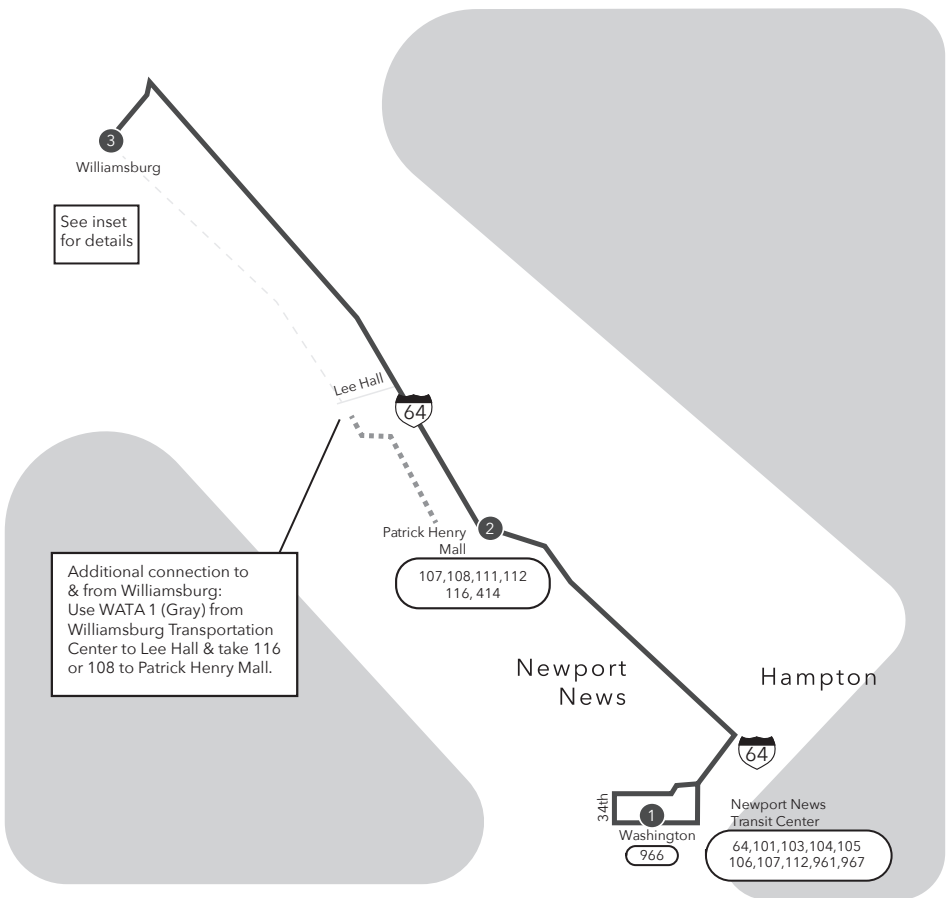 3
Williamsburg
See inset
for details
Lee Hall
64
Patrick Henry
Mall
2
107,108,111,112
116, 414
Additional connection to
& from Williamsburg:
Use WATA 1 (Gray) from
Williamsburg Transportation
Center to Lee Hall & take 116
or 108 to Patrick Henry Mall.
Newport
News
Hampton
64
34th
1
Washington
966
Newport News
Transit Center
64,101,103,104,105
106,107,112,961,967